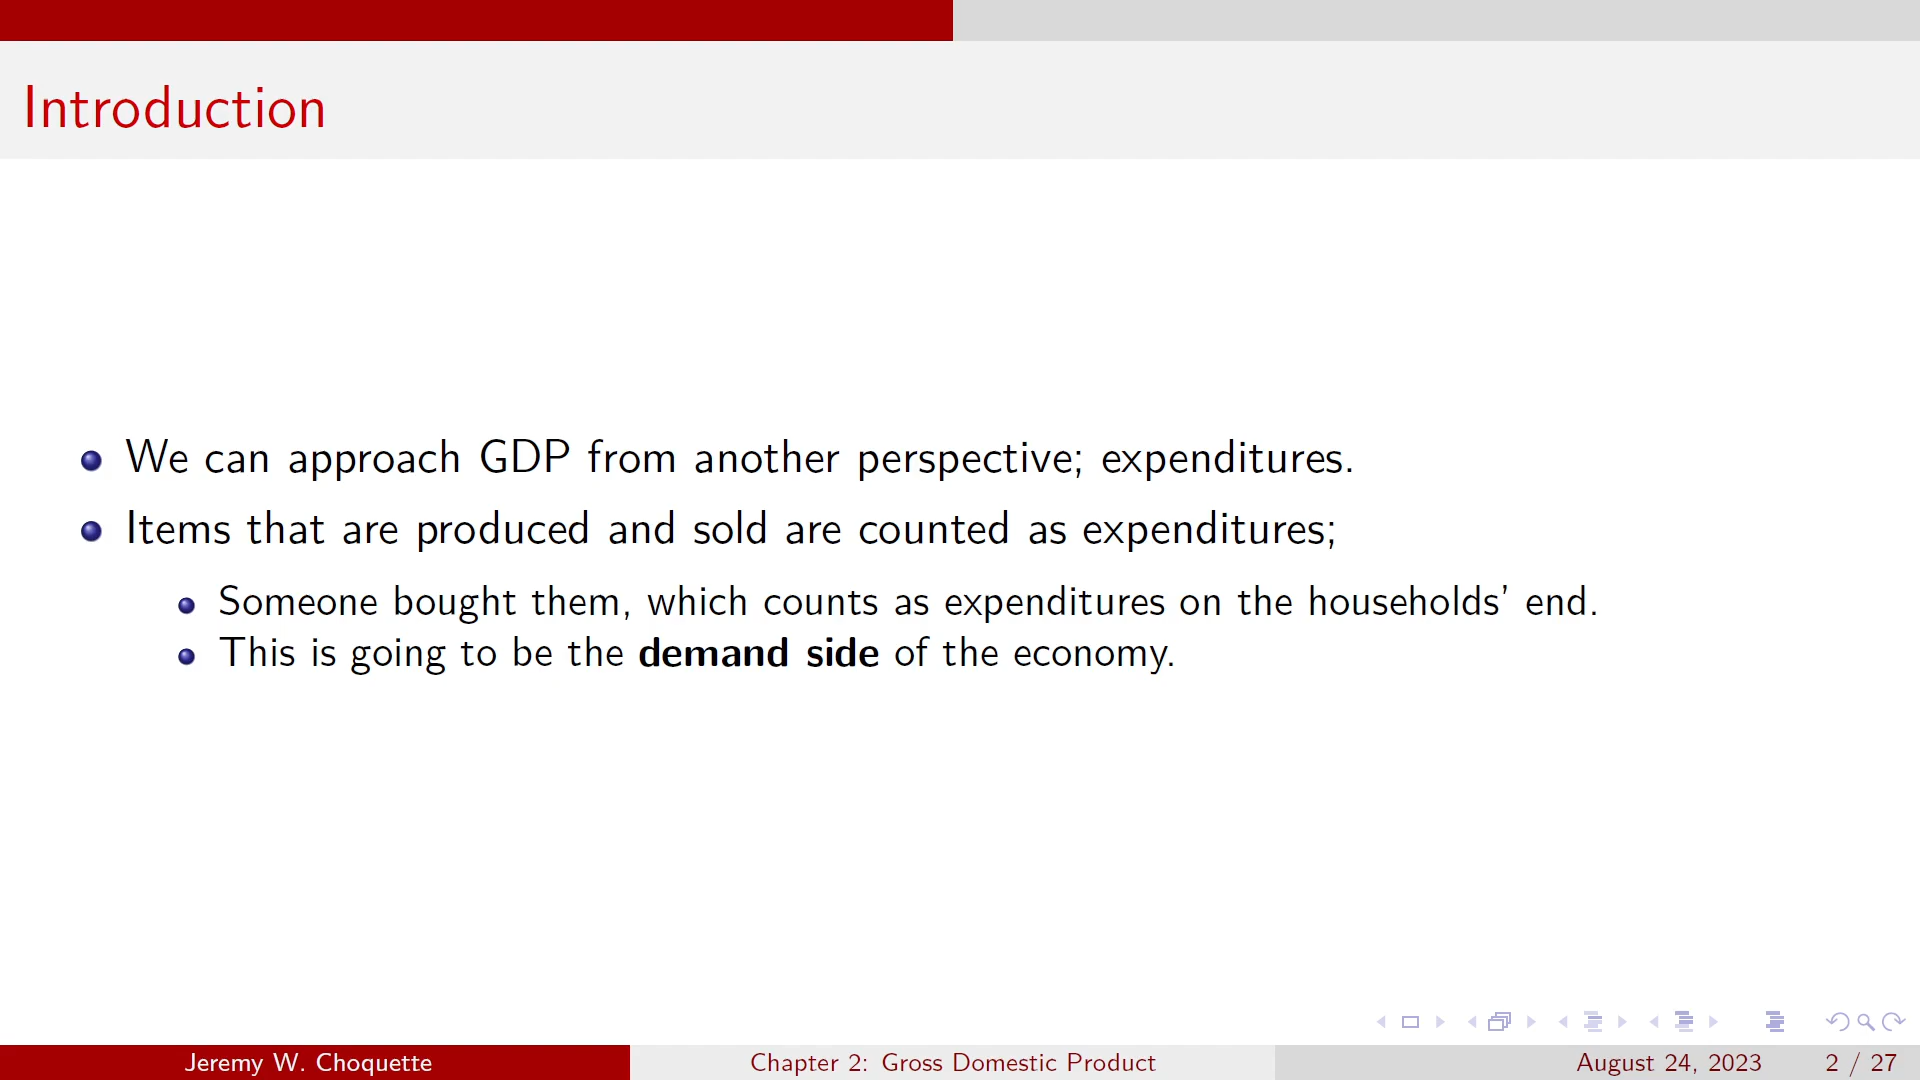 Introduction
We can approach GDP from another perspective; expenditures.
Items that are produced and sold are counted as expenditures;
Someone bought them, which counts as expenditures on the households' end.
This is going to be the demand side of the economy.
Jeremy W. Choquette
Chapter 2: Gross Domestic Product
August 24, 2023
2 / 27